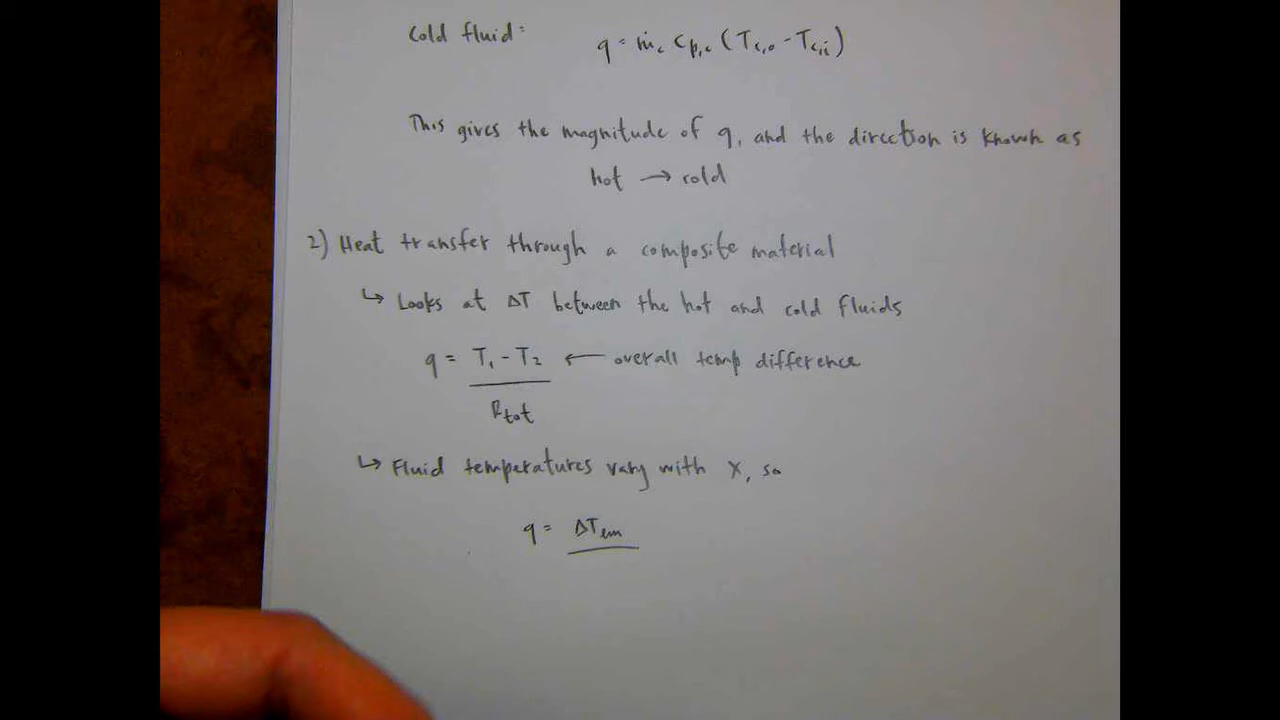 Cold fluid: q = ṁc Cp,c (Tc,o - Tc,i)
This gives the magnitude of q, and the direction is known as
hot → cold
2) Heat transfer through a composite material
↳ Looks at ΔT between the hot and cold fluids
q = T1 - T2 ← overall temp difference
Rtot
↳ Fluid temperatures vary with x, so
q = ΔTlm